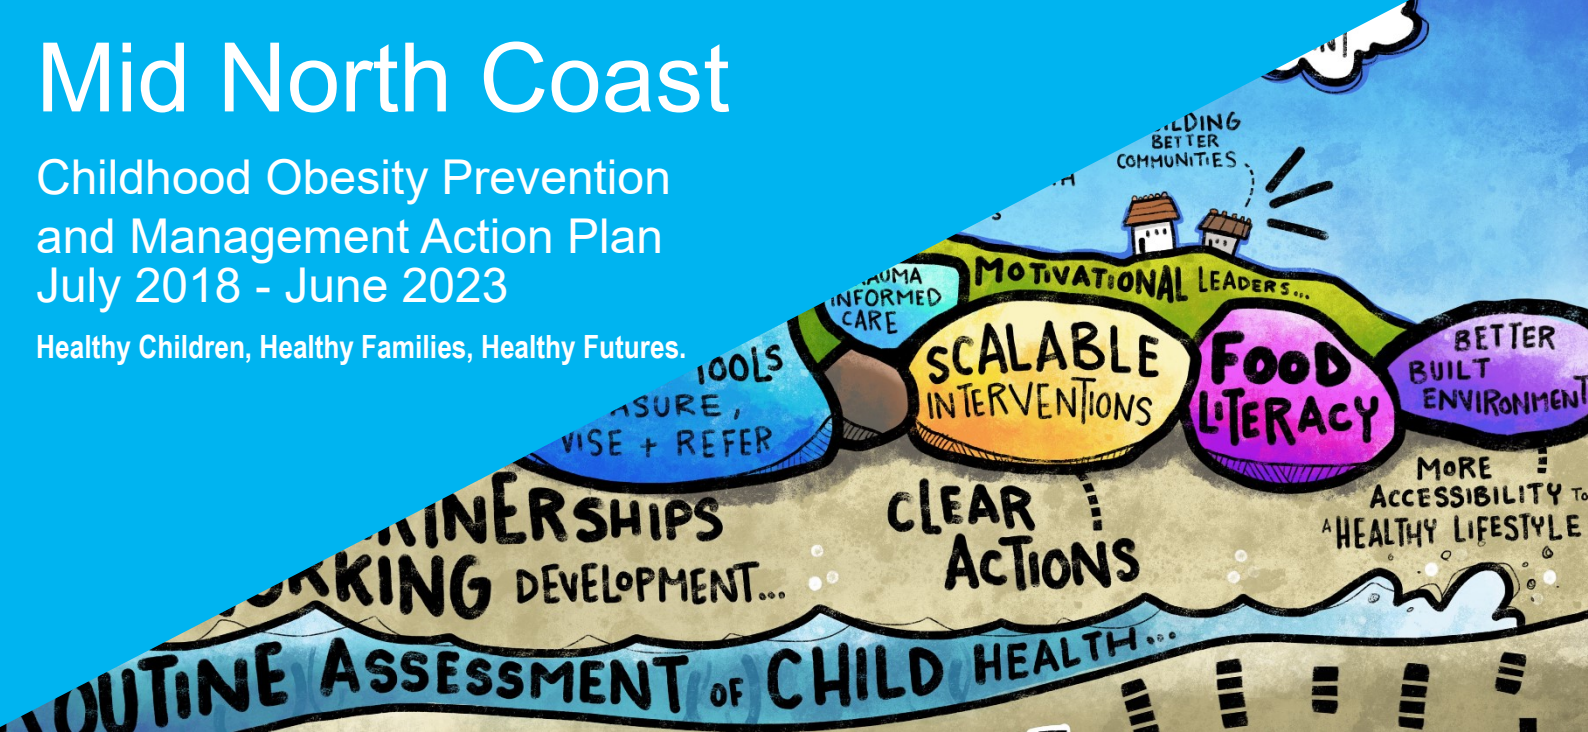 Mid North Coast
Childhood Obesity Prevention
and Management Action Plan
July 2018 - June 2023
Healthy Children, Healthy Families, Healthy Futures.
BETTER
COMMUNITIES
MOTIVATIONAL LEADERS...
INFORMED
CARE
SCALABLE
INTERVENTIONS
FOOD
LITERACY
BETTER
BUILT
ENVIRONMENT
TOOLS
+ REFER
CLEAR
ACTIONS
MORE
ACCESSIBILITY TO
A HEALTHY LIFESTYLE
DEVELOPMENT...
ASSESSMENT OF CHILD HEALTH...